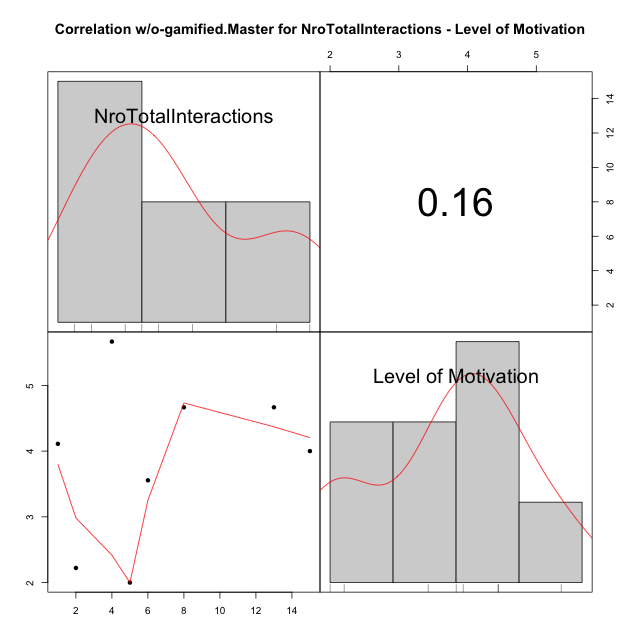 Correlation w/o-gamified.Master for NroTotalInteractions - Level of Motivation
2 3 4 5
NroTotalInteractions
0.16
2 4 6 8 10 12 14
Level of Motivation
2 3 4 5
2 4 6 8 10 12 14